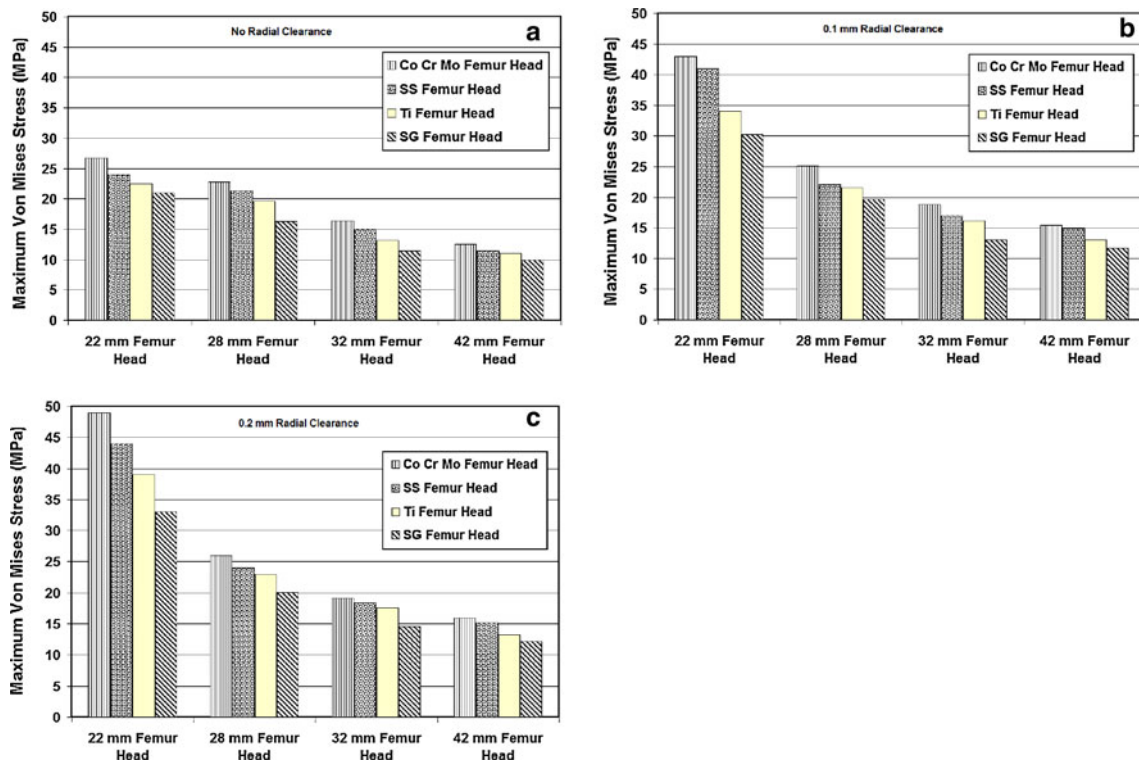 a
No Radial Clearance
Maximum Von Mises Stress (MPa)
50
45
40
35
30
25
20
15
10
5
0
Co Cr Mo Femur Head
SS Femur Head
Ti Femur Head
SG Femur Head
22 mm Femur Head
28 mm Femur Head
32 mm Femur Head
42 mm Femur Head
b
0.1 mm Radial Clearance
Maximum Von Mises Stress (MPa)
50
45
40
35
30
25
20
15
10
5
0
Co Cr Mo Femur Head
SS Femur Head
Ti Femur Head
SG Femur Head
22 mm Femur Head
28 mm Femur Head
32 mm Femur Head
42 mm Femur Head
c
0.2 mm Radial Clearance
Maximum Von Mises Stress (MPa)
50
45
40
35
30
25
20
15
10
5
0
Co Cr Mo Femur Head
SS Femur Head
Ti Femur Head
SG Femur Head
22 mm Femur Head
28 mm Femur Head
32 mm Femur Head
42 mm Femur Head